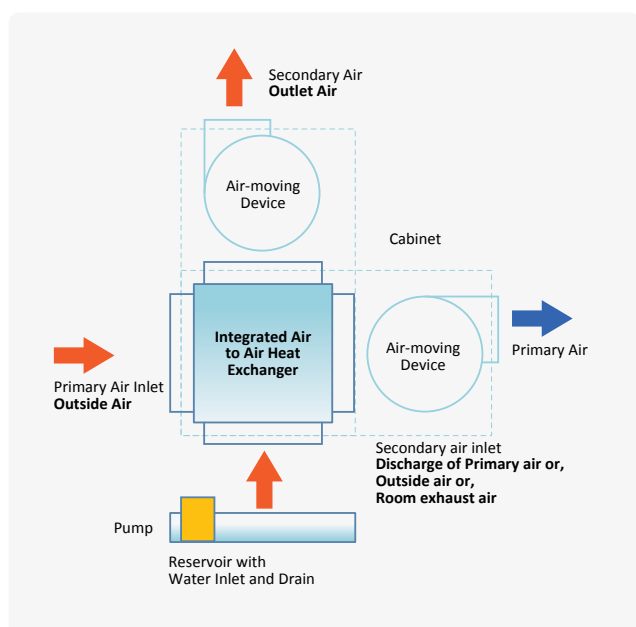 Secondary Air
Outlet Air
Air-moving
Device
Cabinet
Integrated Air
to Air Heat
Exchanger
Air-moving
Device
Primary Air
Primary Air Inlet
Outside Air
Secondary air inlet
Discharge of Primary air or,
Outside air or,
Room exhaust air
Pump
Reservoir with
Water Inlet and Drain